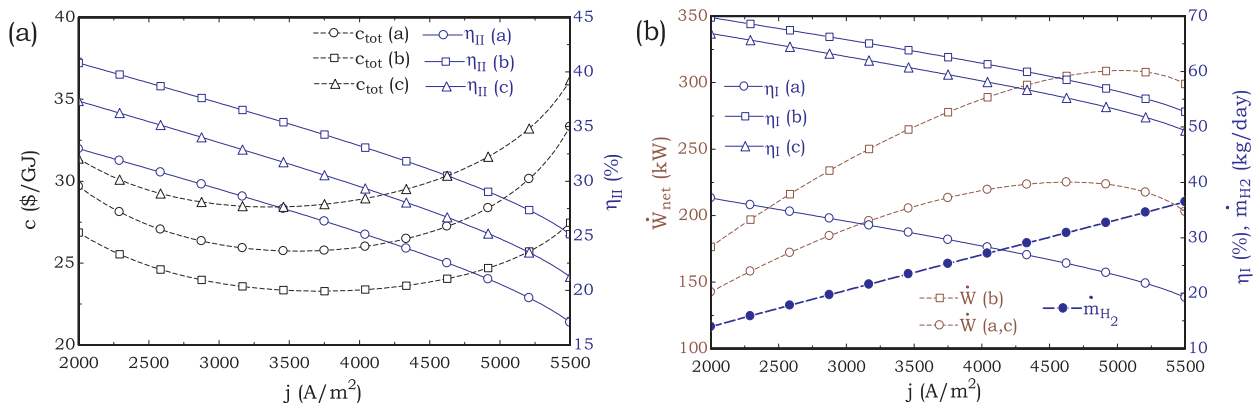 (a)
40
35
30
25
20
c ($/GJ)
c_tot (a) η_II (a)
c_tot (b) η_II (b)
c_tot (c) η_II (c)
45
40
35
30
25
20
15
η_II (%)
2000 2500 3000 3500 4000 4500 5000 5500
j (A/m²)
(b)
350
300
250
200
150
100
Ẇ_net (kW)
η_I (a)
η_I (b)
η_I (c)
Ẇ (b)
Ẇ (a,c)
ṁ_H₂
70
60
50
40
30
20
10
η_I (%), ṁ_H2 (kg/day)
2000 2500 3000 3500 4000 4500 5000 5500
j (A/m²)